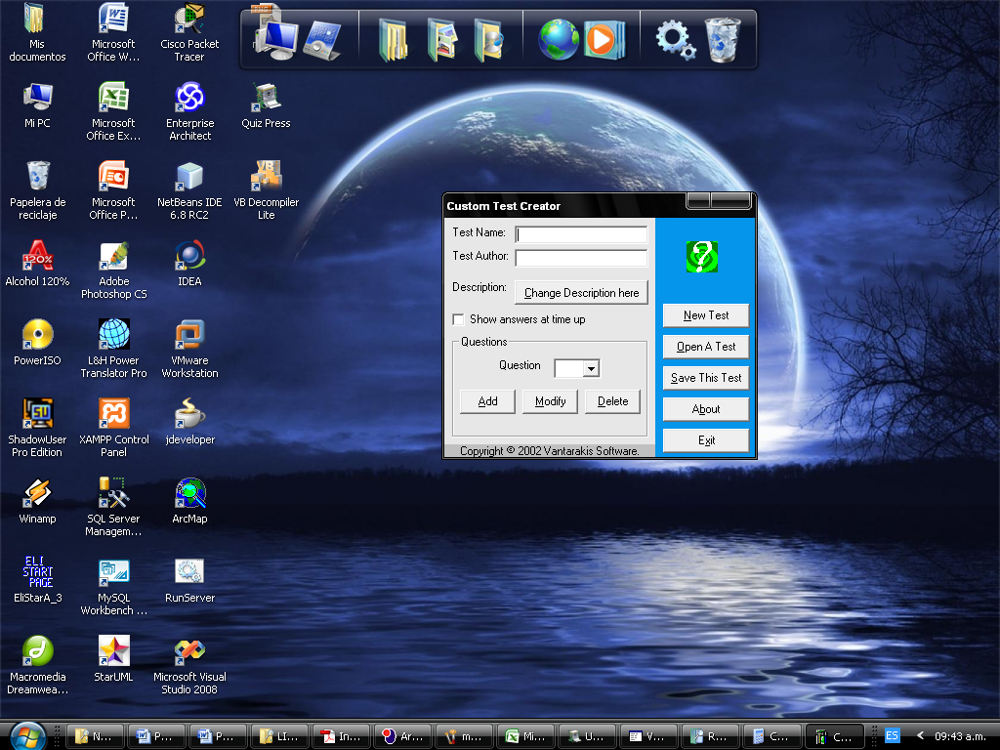 Mis
documentos
Microsoft
Office W...
Cisco Packet
Tracer
Mi PC
Microsoft
Office Ex...
Enterprise
Architect
Quiz Press
Papelera de
reciclaje
Microsoft
Office P...
NetBeans IDE
6.8 RC2
VB Decompiler
Lite
Alcohol 120%
Adobe
Photoshop CS
IDEA
PowerISO
L&H Power
Translator Pro
VMware
Workstation
ShadowUser
Pro Edition
XAMPP Control
Panel
jdeveloper
Winamp
SQL Server
Managem...
ArcMap
ELI
START
PAGE
EliStarA_3
MySQL
Workbench ...
RunServer
Macromedia
Dreamwea...
StarUML
Microsoft Visual
Studio 2008
Custom Test Creator
Test Name:
Test Author:
Description:
Change Description here
Show answers at time up
Questions
Question
Add
Modify
Delete
Copyright © 2002 Vantarakis Software.
New Test
Open A Test
Save This Test
About
Exit
N...
P...
P...
LI...
In...
Ar...
m...
Mi...
U...
V...
R...
C...
C...
ES
09:43 a.m.